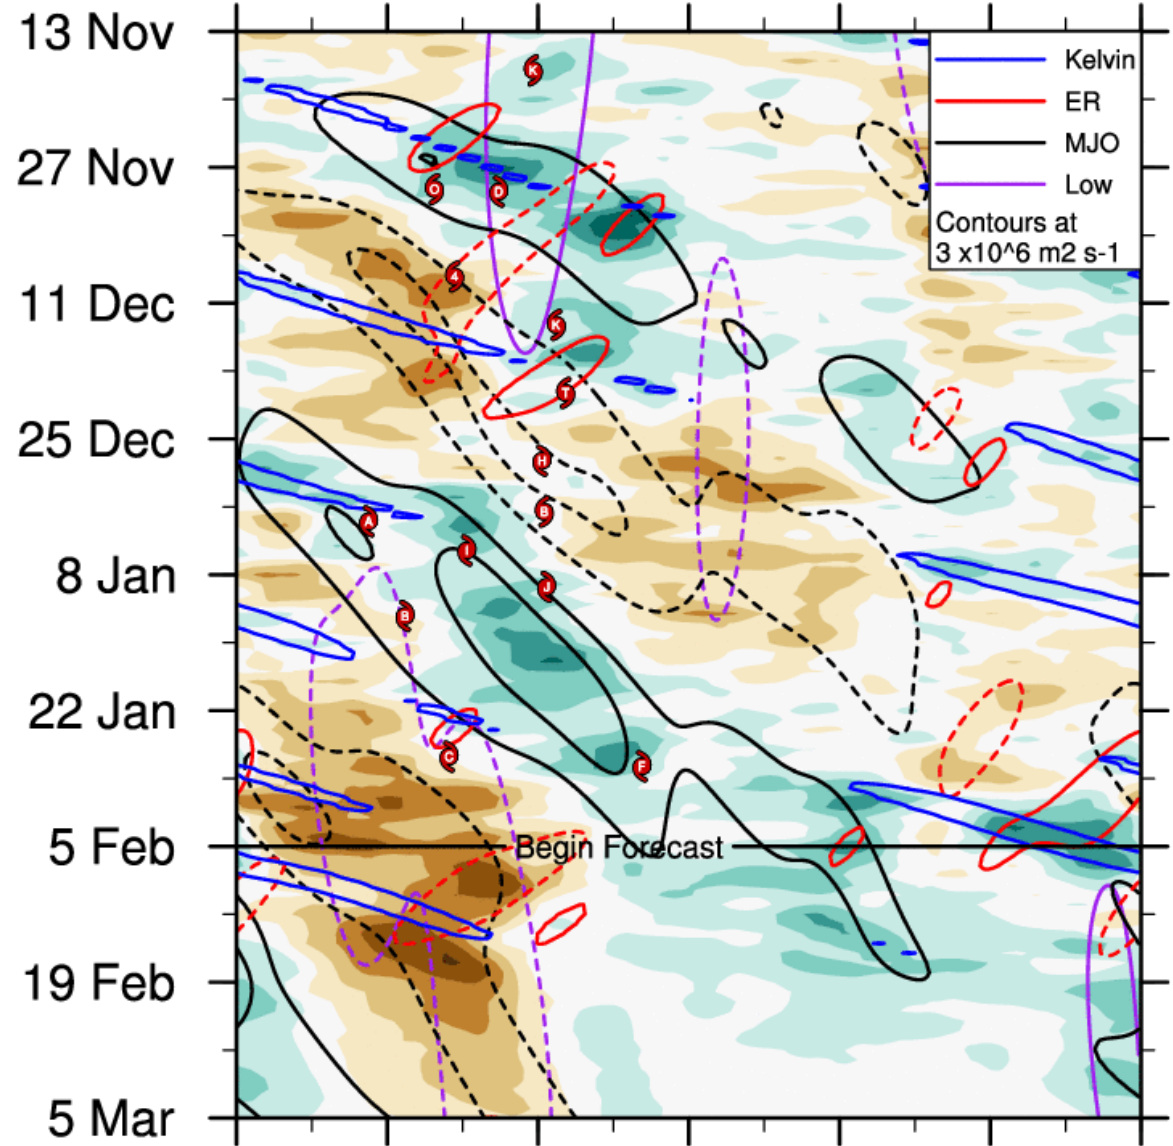 13 Nov
27 Nov
11 Dec
25 Dec
8 Jan
22 Jan
5 Feb
19 Feb
5 Mar
Kelvin
ER
MJO
Low
Contours at
3 x10^6 m2 s-1
K
O
D
4
K
T
H
B
A
I
J
B
C
F
Begin Forecast